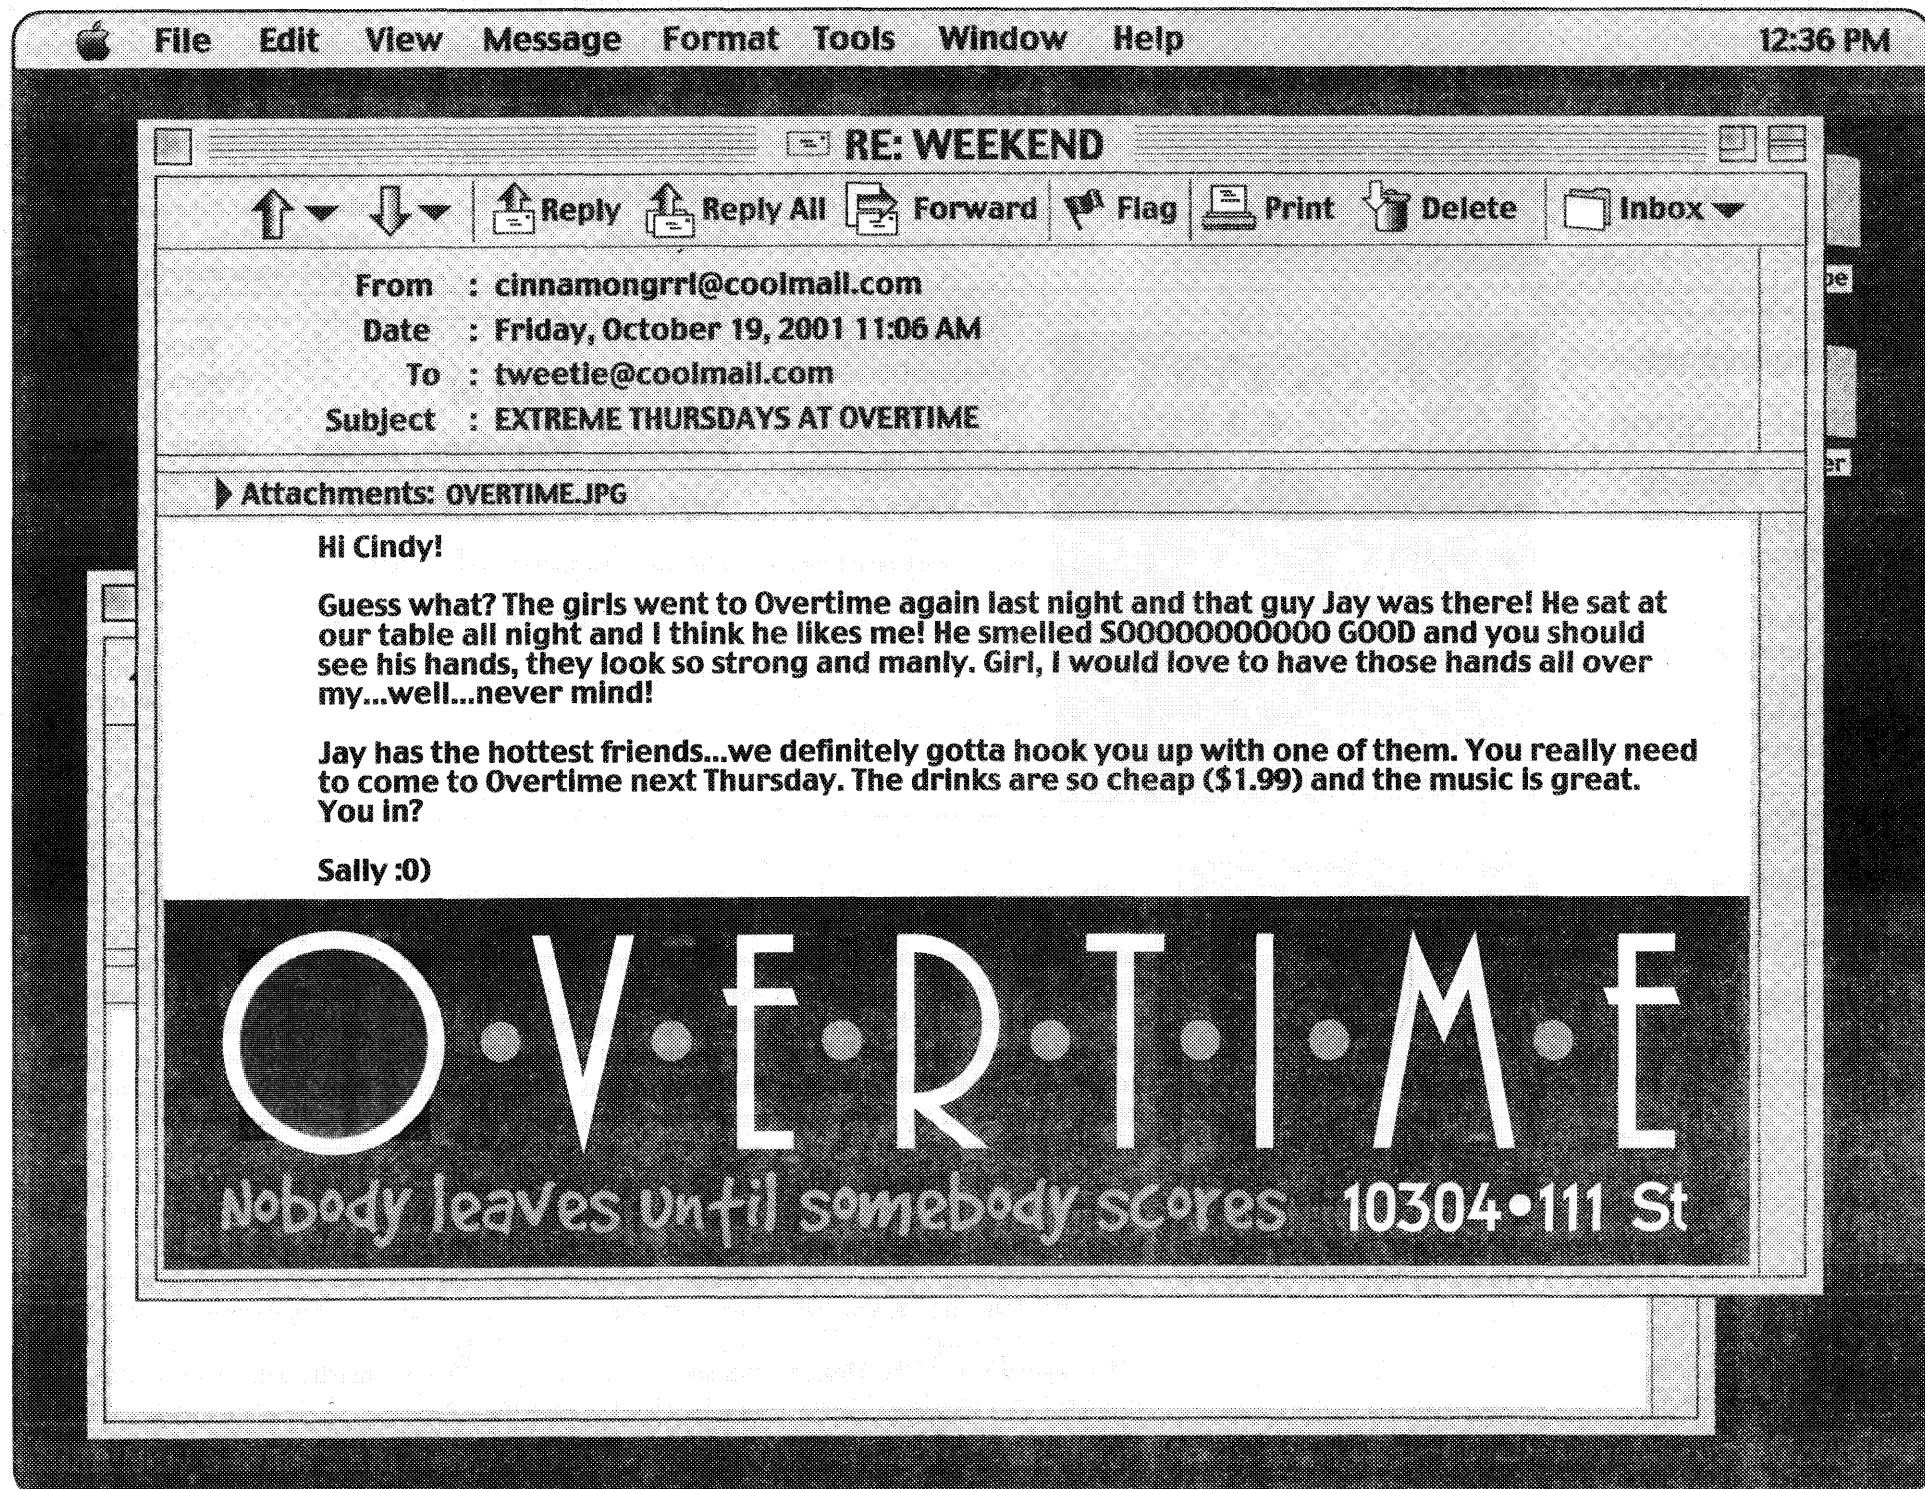 File Edit View Message Format Tools Window Help 12:36 PM
RE: WEEKEND
Reply Reply All Forward Flag Print Delete Inbox
From : cinnamongrrl@coolmail.com
Date : Friday, October 19, 2001 11:06 AM
To : tweetie@coolmail.com
Subject : EXTREME THURSDAYS AT OVERTIME
Attachments: OVERTIME.JPG
Hi Cindy!
Guess what? The girls went to Overtime again last night and that guy Jay was there! He sat at
our table all night and I think he likes me! He smelled SOOOOOOOOOOO GOOD and you should
see his hands, they look so strong and manly. Girl, I would love to have those hands all over
my...well...never mind!
Jay has the hottest friends...we definitely gotta hook you up with one of them. You really need
to come to Overtime next Thursday. The drinks are so cheap ($1.99) and the music is great.
You in?
Sally :0)
O•V•E•R•T•I•M•E
Nobody leaves until somebody scores 10304•111 St